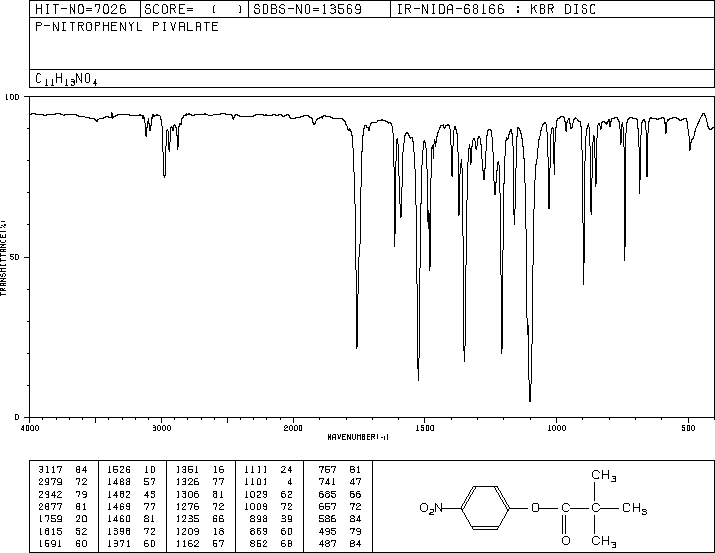 HIT-NO=7026 SCORE= ( ) SDBS-NO=13569 IR-NIDA-68166 : KBR DISC
P-NITROPHENYL PIVALATE
C11H13NO4
100
TRANSMITTANCE(%)
50
0
4000 3000 2000 1500 1000 500
WAVENUMBER(-1)
3117 84 1526 10 1351 16 1111 24 757 81
2979 72 1488 57 1326 77 1101 4 741 47
2942 79 1482 43 1306 81 1029 62 685 66
2877 81 1469 77 1276 72 1009 72 657 72
1759 20 1460 81 1235 66 898 39 586 84
1615 52 1398 72 1209 18 869 60 495 79
1591 60 1371 60 1162 57 852 68 487 84
CH3
O2N O C C CH3
O CH3